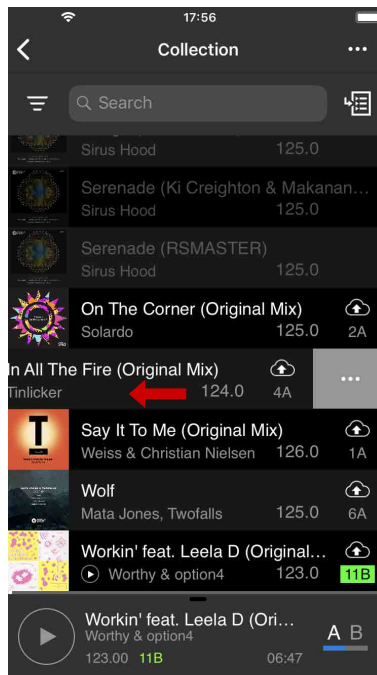 17:56
Collection
Search
Sirus Hood 125.0
Serenade (Ki Creighton & Makanan...
Sirus Hood 125.0
Serenade (RSMASTER)
Sirus Hood 125.0
On The Corner (Original Mix)
Solardo 125.0 2A
In All The Fire (Original Mix)
Tinlicker 124.0 4A
Say It To Me (Original Mix)
Weiss & Christian Nielsen 126.0 1A
Wolf
Mata Jones, Twofalls 125.0 6A
Workin' feat. Leela D (Original...
Worthy & option4 123.0 11B
Workin' feat. Leela D (Ori...
Worthy & option4
A B
123.00 11B 06:47